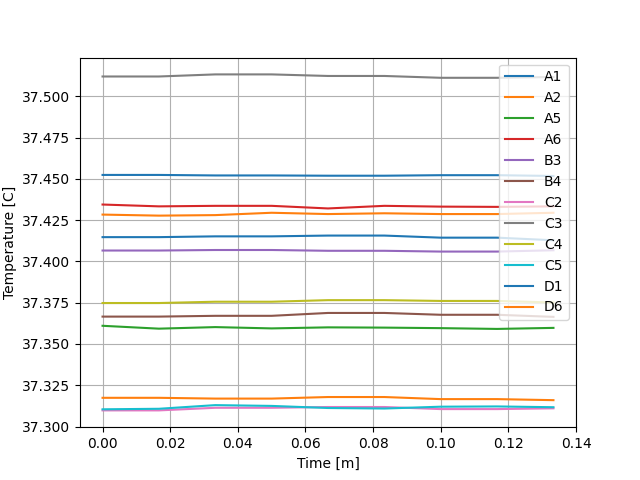 37.500
37.475
37.450
37.425
37.400
37.375
37.350
37.325
37.300
Temperature [C]
0.00 0.02 0.04 0.06 0.08 0.10 0.12 0.14
Time [m]
A1
A2
A5
A6
B3
B4
C2
C3
C4
C5
D1
D6